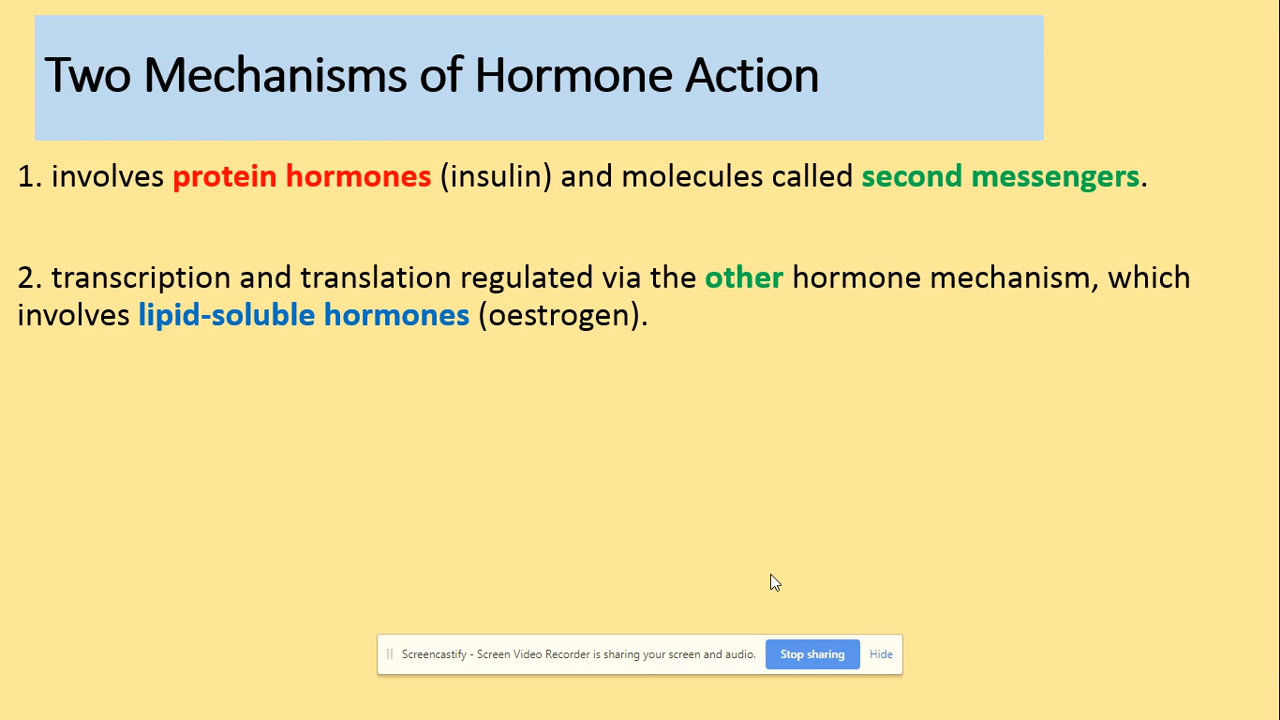 Two Mechanisms of Hormone Action
1. involves protein hormones (insulin) and molecules called second messengers.
2. transcription and translation regulated via the other hormone mechanism, which
involves lipid-soluble hormones (oestrogen).
Screencastify - Screen Video Recorder is sharing your screen and audio. Stop sharing Hide